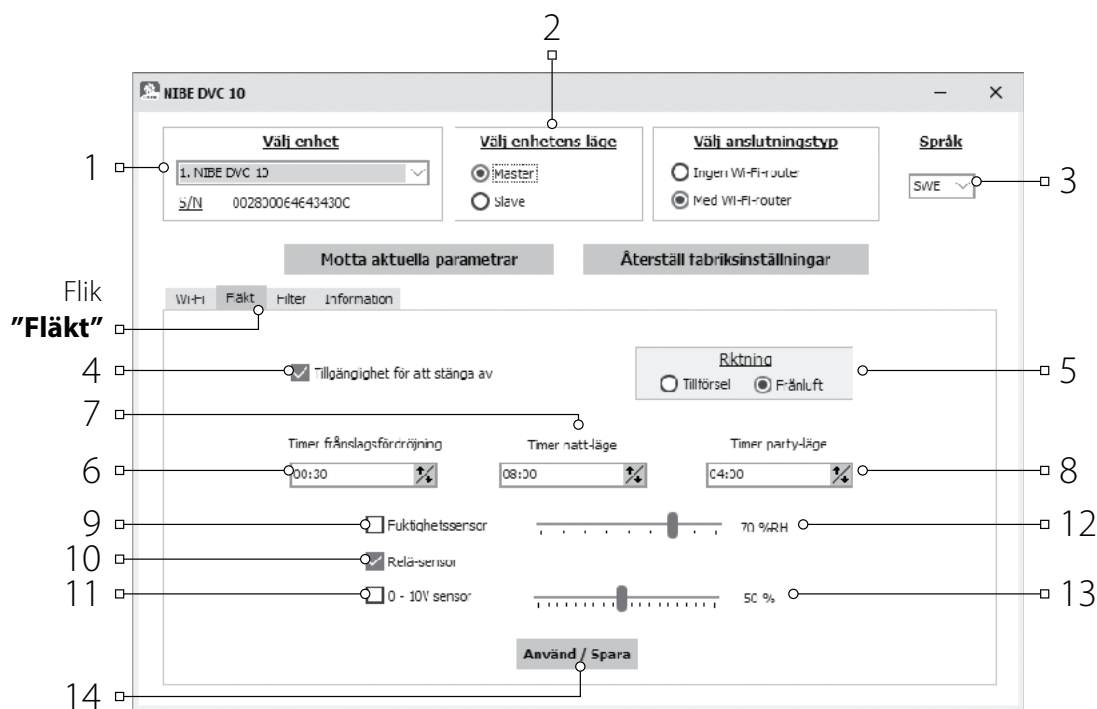 2
NIBE DVC 10
Välj enhet
Välj enhetens läge
Välj anslutningstyp
Språk
1
1. NIBE DVC 10
Master
Ingen Wi-Fi-router
SWE
3
S/N 002800064643430C
Slave
Med Wi-Fi-router
Motta aktuella parametrar
Återställ fabriksinställningar
Flik
"Fläkt"
Wi-Fi Fläkt Filter Information
4
Tillgänglighet för att stänga av
Riktning
Tillförsel Frånluft
5
7
Timer frånslagsfördröjning
Timer natt-läge
Timer party-läge
6
00:30
08:00
04:00
8
9
Fuktighetssensor
70 %RH
12
10
Relä-sensor
11
0 - 10V sensor
50 %
13
Använd / Spara
14